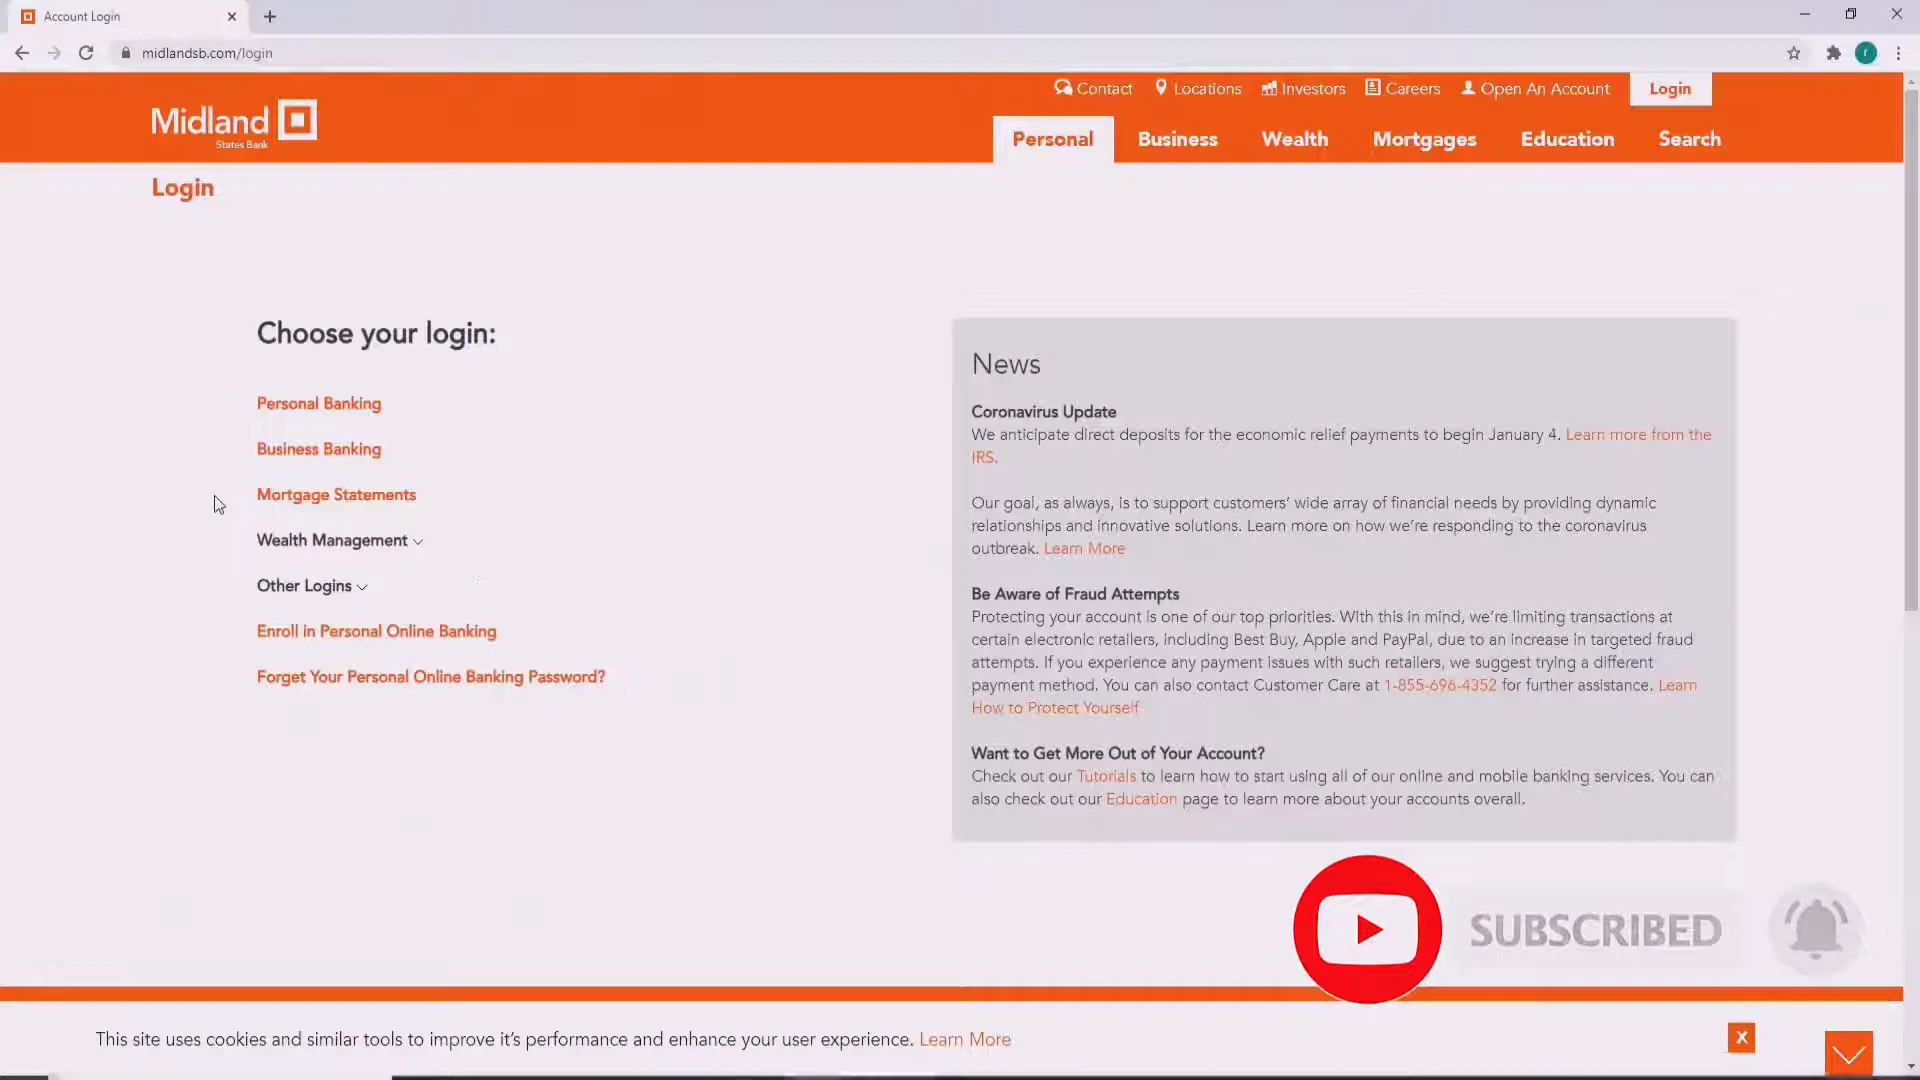 Account Login
midlandsb.com/login
r
Contact
Locations
Investors
Careers
Open An Account
Login
Midland
States Bank
Personal
Business
Wealth
Mortgages
Education
Search
Login
Choose your login:
Personal Banking
Business Banking
Mortgage Statements
Wealth Management
Other Logins
Enroll in Personal Online Banking
Forget Your Personal Online Banking Password?
News
Coronavirus Update
We anticipate direct deposits for the economic relief payments to begin January 4. Learn more from the
IRS.
Our goal, as always, is to support customers' wide array of financial needs by providing dynamic
relationships and innovative solutions. Learn more on how we're responding to the coronavirus
outbreak. Learn More
Be Aware of Fraud Attempts
Protecting your account is one of our top priorities. With this in mind, we're limiting transactions at
certain electronic retailers, including Best Buy, Apple and PayPal, due to an increase in targeted fraud
attempts. If you experience any payment issues with such retailers, we suggest trying a different
payment method. You can also contact Customer Care at 1-855-696-4352 for further assistance. Learn
How to Protect Yourself
Want to Get More Out of Your Account?
Check out our Tutorials to learn how to start using all of our online and mobile banking services. You can
also check out our Education page to learn more about your accounts overall.
SUBSCRIBED
This site uses cookies and similar tools to improve it's performance and enhance your user experience. Learn More
X